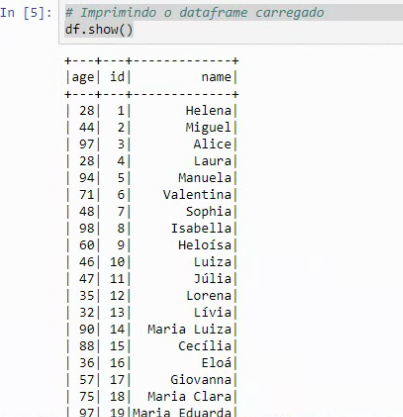 In [5]: # Imprimindo o dataframe carregado
df.show()
+---+---+-------------+
|age| id|         name|
+---+---+-------------+
| 28|  1|       Helena|
| 44|  2|       Miguel|
| 97|  3|        Alice|
| 28|  4|        Laura|
| 94|  5|      Manuela|
| 71|  6|    Valentina|
| 48|  7|       Sophia|
| 98|  8|     Isabella|
| 60|  9|      Heloísa|
| 46| 10|        Luiza|
| 47| 11|        Júlia|
| 35| 12|       Lorena|
| 32| 13|        Lívia|
| 90| 14|  Maria Luiza|
| 88| 15|      Cecília|
| 36| 16|         Eloá|
| 57| 17|     Giovanna|
| 75| 18|  Maria Clara|
| 97| 19|Maria Eduarda|